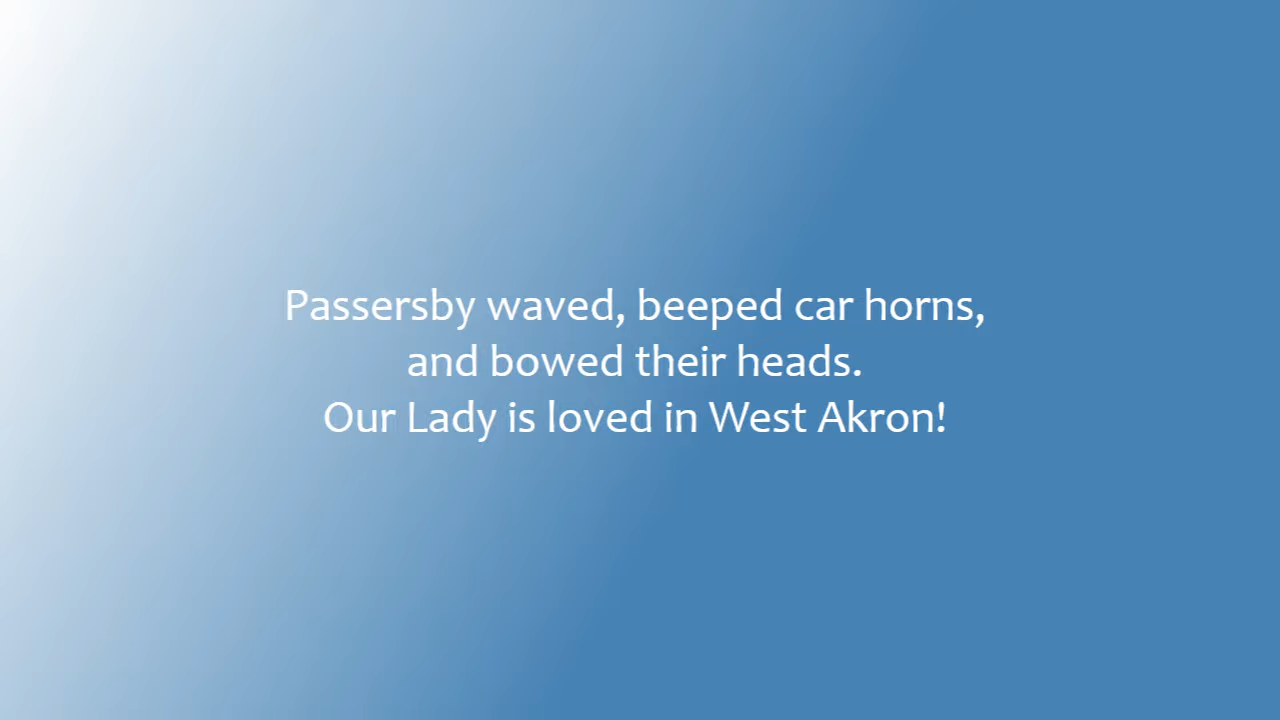 Passersby waved, beeped car horns,
and bowed their heads.
Our Lady is loved in West Akron!